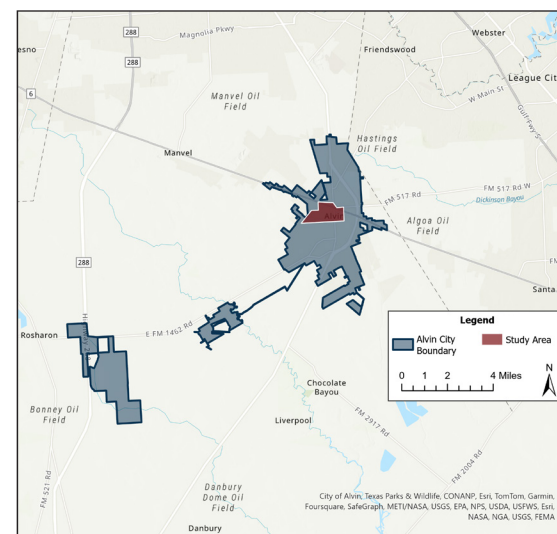 288
Magnolia Pkwy
Webster
esno
Friendswood
288
League City
W Main St
Gulf Fwy S
6
Manvel Oil
Field
Hastings
Oil Field
Manvel
FM 517 Rd
FM 517 Rd W
Dickinson Bayou
Alvin
Algoa Oil
Field
FM
288
Santa
Rosharon
E FM 1462 Rd
Bonney Oil
Field
FM 521 Rd
Chocolate
Bayou
Liverpool
FM 2917 Rd
FM 2004 Rd
Danbury
Dome Oil
Field
Danbury
Legend
Alvin City
Boundary
Study Area
0 1 2 4 Miles
N
City of Alvin, Texas Parks & Wildlife, CONANP, Esri, TomTom, Garmin,
Foursquare, SafeGraph, METI/NASA, USGS, EPA, NPS, USDA, USFWS, Esri,
NASA, NGA, USGS, FEMA